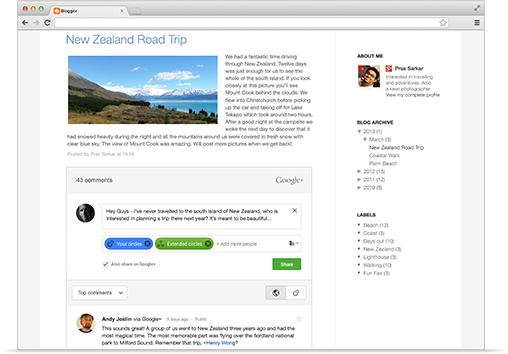 Blogger
New Zealand Road Trip
We had a fantastic time driving
through New Zealand. Twelve days
was just enough for us to see the
whole of the south island. If you look
closely at this picture you'll see
Mount Cook behind the clouds. We
flew into Christchurch before picking
up the car and taking off for Lake
Tekapo which took around two hours.
After a good night at the campsite we
woke the next day to discover that it
had snowed heavily during the night and all the mountains around us were covered in fresh snow with
clear blue sky. The view of Mount Cook was amazing. Will post more pictures when we get back!
Posted by Pras Sarkar at 19:59
43 comments
Google+
Hey Guys - I've never travelled to the south island of New Zealand, who is
interested in planning a trip there next year? It's meant to be beautiful...
Your circles
Extended circles
+ Add more people
Also share on Google+
Share
Top comments
Andy Joslin via Google+ 5 days ago - Public
This sounds great! A group of us went to New Zealand three years ago and had the
most magical time. The most memorable part was flying over the fiordland national
park to Milford Sound. Remember that trip, +Henry Wong?
ABOUT ME
Pras Sarkar
Interested in travelling
and adventures. Also
a keen photographer.
View my complete profile
BLOG ARCHIVE
2013 (1)
March (3)
New Zealand Road Trip
Coastal Walk
Palm Beach
2012 (15)
2011 (12)
2010 (8)
LABELS
Beach (12)
Coast (3)
Days out (10)
New Zealand (3)
Lighthouse (3)
Walking (10)
Fun Fair (3)